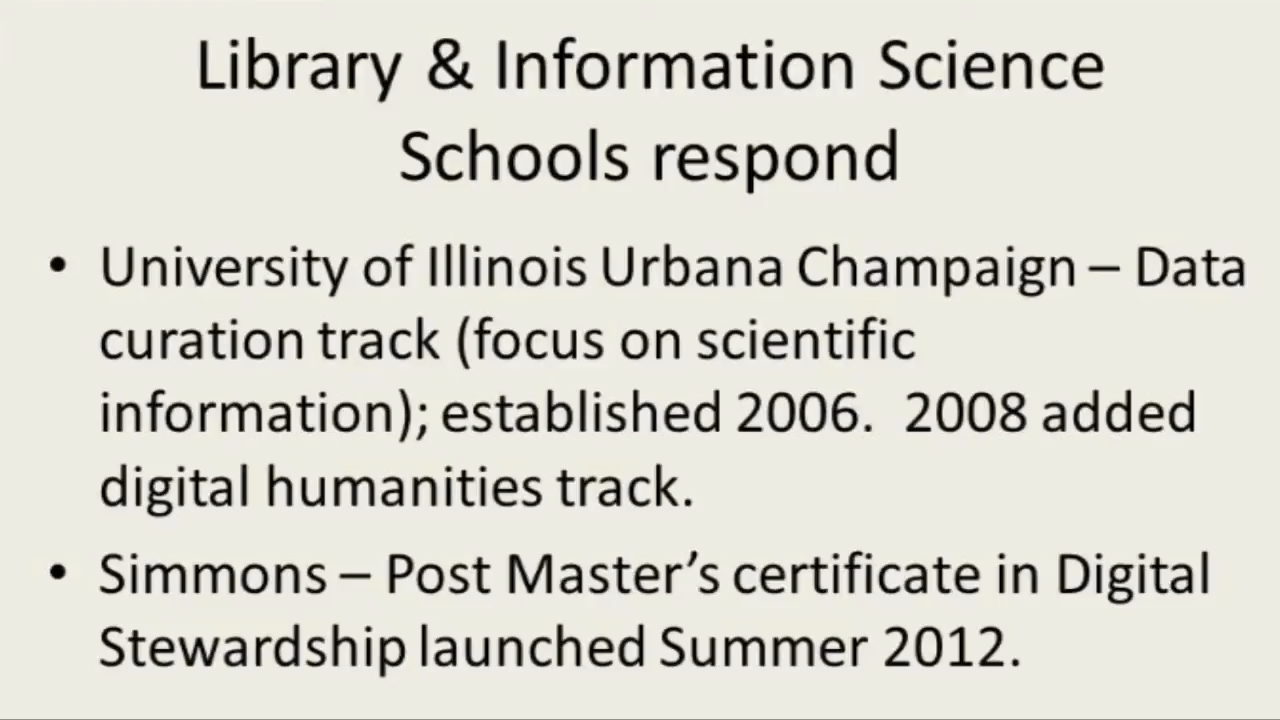 Library & Information Science
Schools respond
• University of Illinois Urbana Champaign – Data
curation track (focus on scientific
information); established 2006.  2008 added
digital humanities track.
• Simmons – Post Master’s certificate in Digital
Stewardship launched Summer 2012.